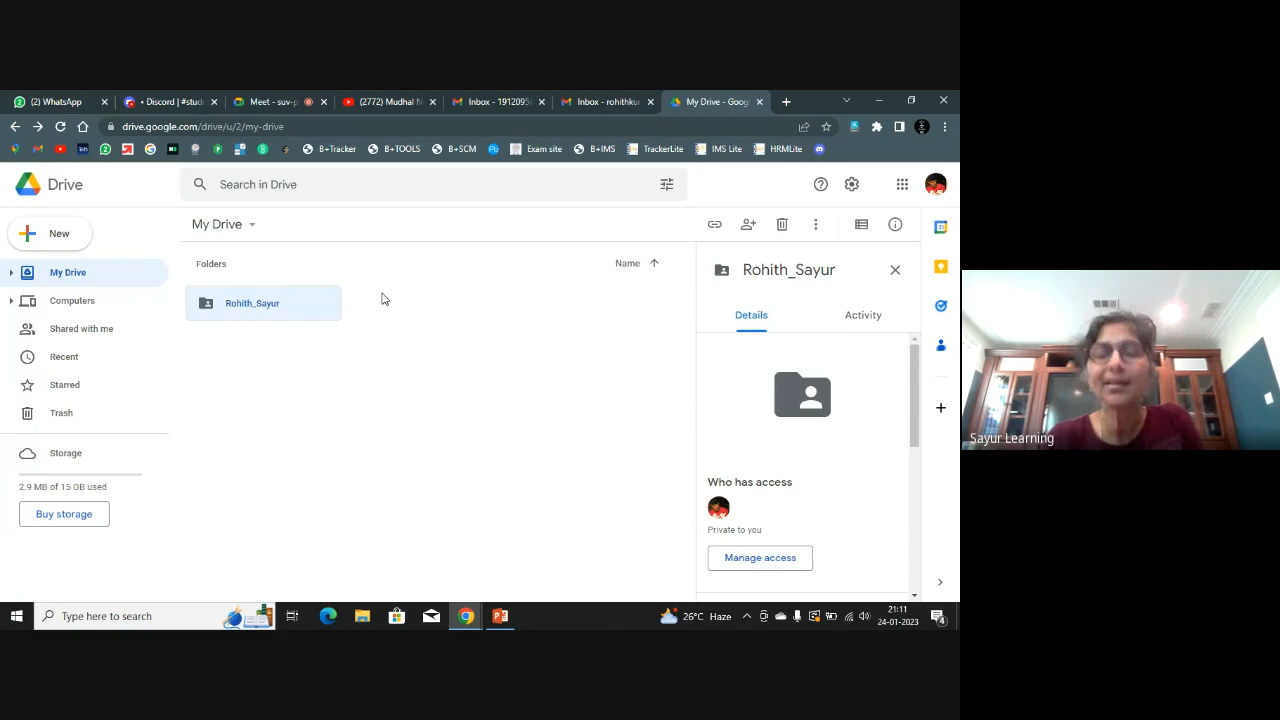 (2) WhatsApp
• Discord | #stud
Meet - suv-p
(2772) Mudhal N
Inbox - 1912095
Inbox - rohithkur
My Drive - Goog
drive.google.com/drive/u/2/my-drive
B+Tracker
B+TOOLS
B+SCM
Exam site
B+IMS
TrackerLite
IMS Lite
HRMLite
Drive
Search in Drive
New
My Drive
Folders
Name
Rohith_Sayur
My Drive
Computers
Shared with me
Recent
Starred
Trash
Storage
2.9 MB of 15 GB used
Buy storage
Rohith_Sayur
Details
Activity
Who has access
Private to you
Manage access
Sayur Learning
Type here to search
26°C Haze
21:11
24-01-2023
4